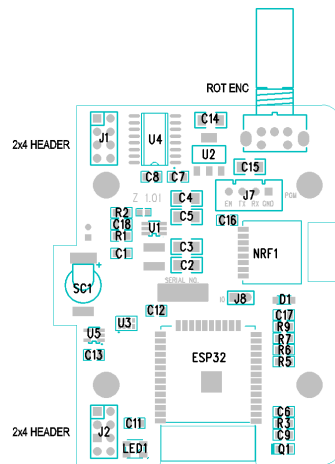 ROT ENC
C14
J1
U4
2x4 HEADER
U2
C15
C8 C7
J7
PGM
EN TX RX GND
C4
Z 1.01
R2
C5
C18
U1
C16
R1
C3
C1
NRF1
C2
SC1
SERIAL NO.
J8
D1
C12
C17
U3
R9
U5
R7
ESP32
R6
C13
R5
C6
C11
R3
2x4 HEADER
J2
C9
LED1
Q1